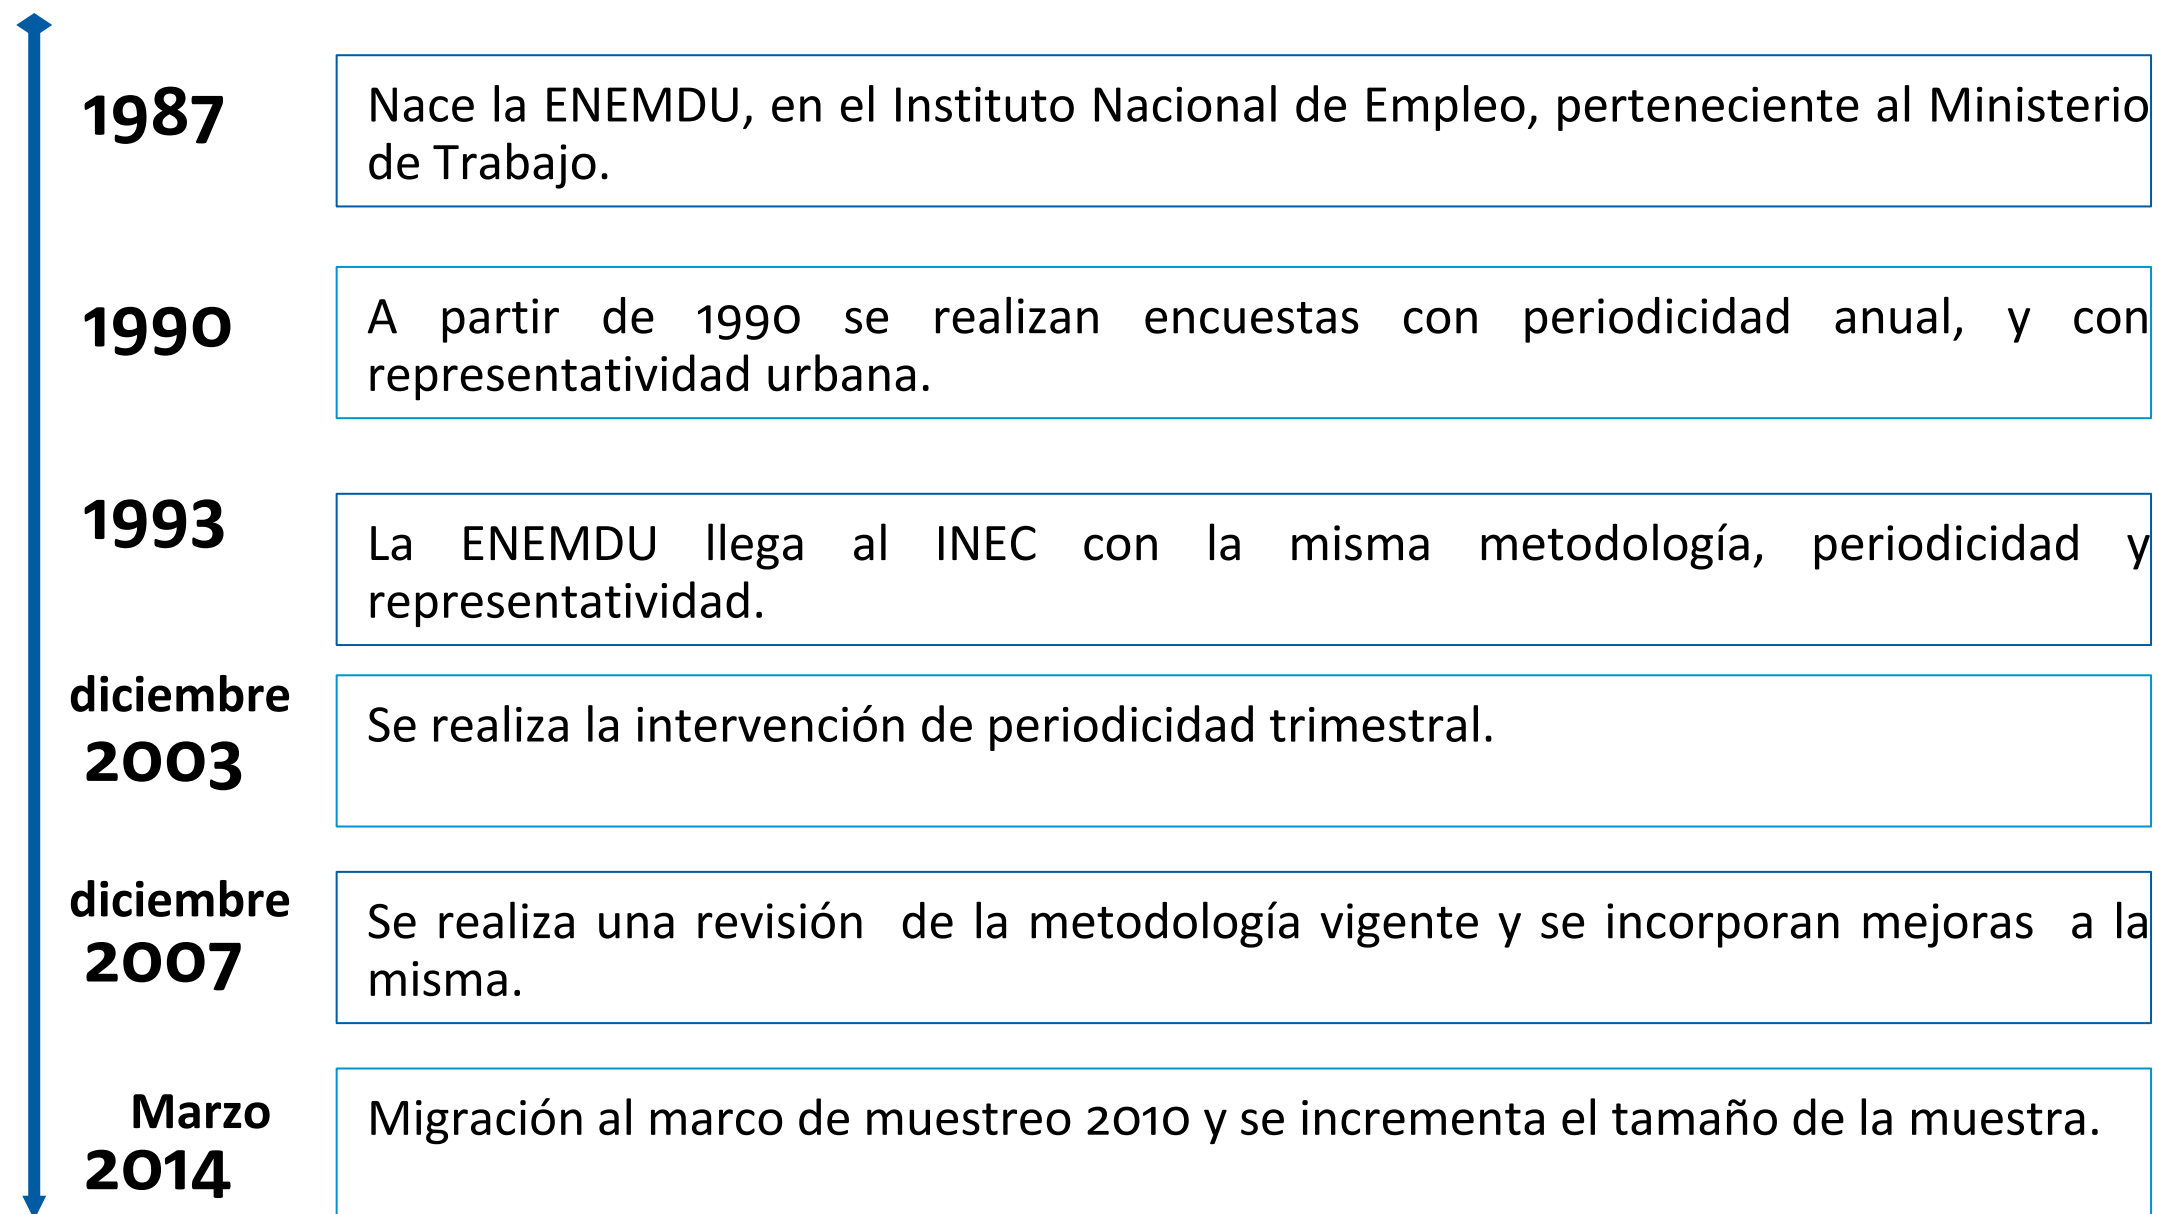 1987
Nace la ENEMDU, en el Instituto Nacional de Empleo, perteneciente al Ministerio
de Trabajo.
1990
A partir de 1990 se realizan encuestas con periodicidad anual, y con
representatividad urbana.
1993
La ENEMDU llega al INEC con la misma metodología, periodicidad y
representatividad.
diciembre
2003
Se realiza la intervención de periodicidad trimestral.
diciembre
2007
Se realiza una revisión de la metodología vigente y se incorporan mejoras a la
misma.
Marzo
2014
Migración al marco de muestreo 2010 y se incrementa el tamaño de la muestra.